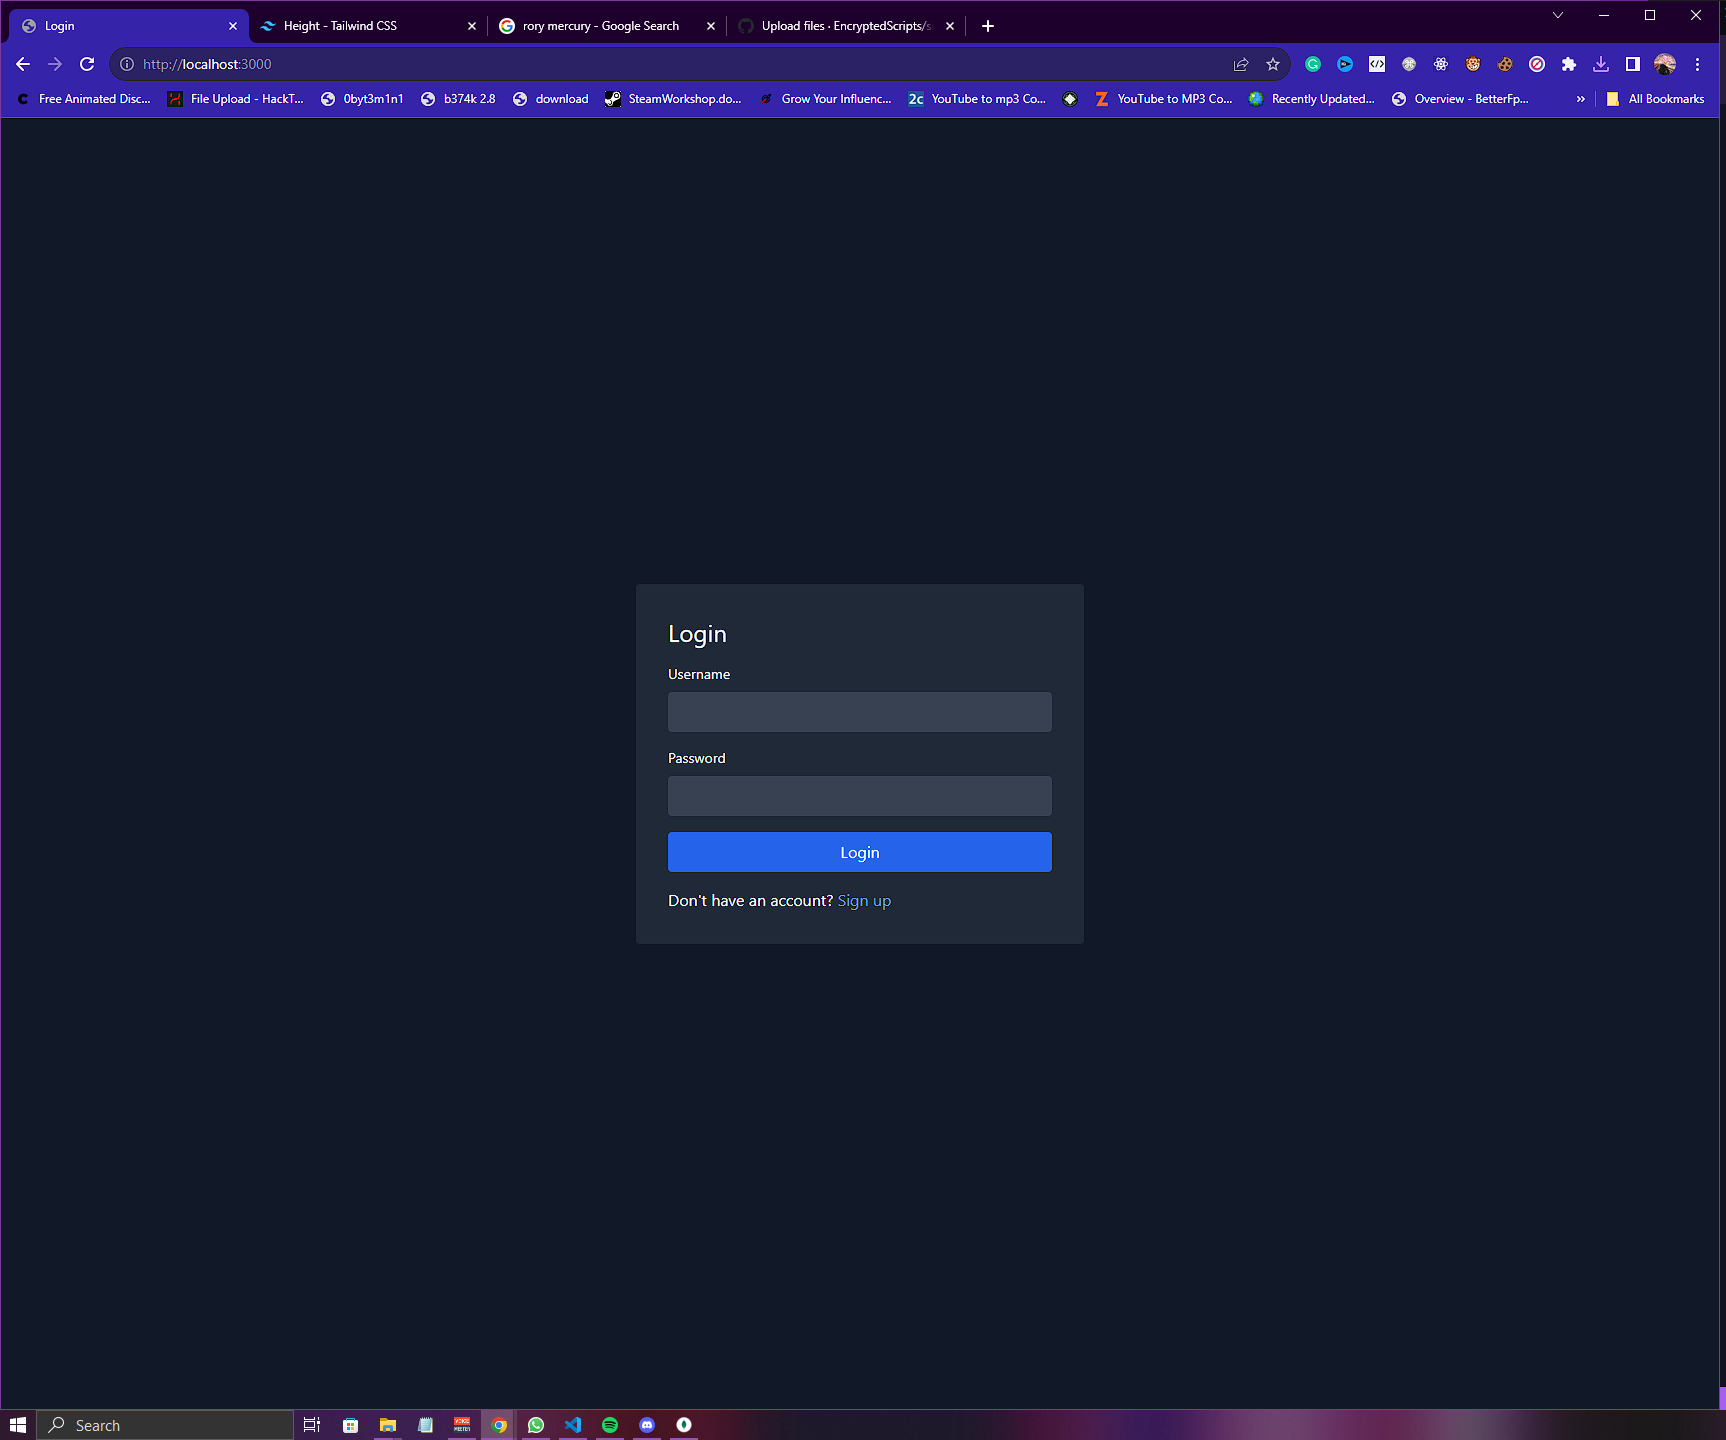 Login
Height - Tailwind CSS
rory mercury - Google Search
Upload files · EncryptedScripts/s
http://localhost:3000
Free Animated Disc...
File Upload - HackT...
0byt3m1n1
b374k 2.8
download
SteamWorkshop.do...
Grow Your Influenc...
2c
YouTube to mp3 Co...
YouTube to MP3 Co...
Recently Updated...
Overview - BetterFp...
»
All Bookmarks
Login
Username
Password
Login
Don't have an account? Sign up
Search